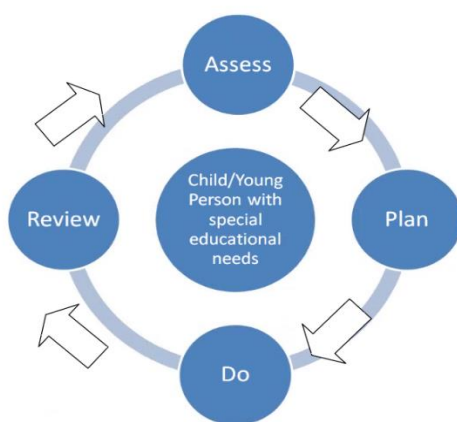 Assess
Child/Young
Person with
special
educational
needs
Review
Plan
Do